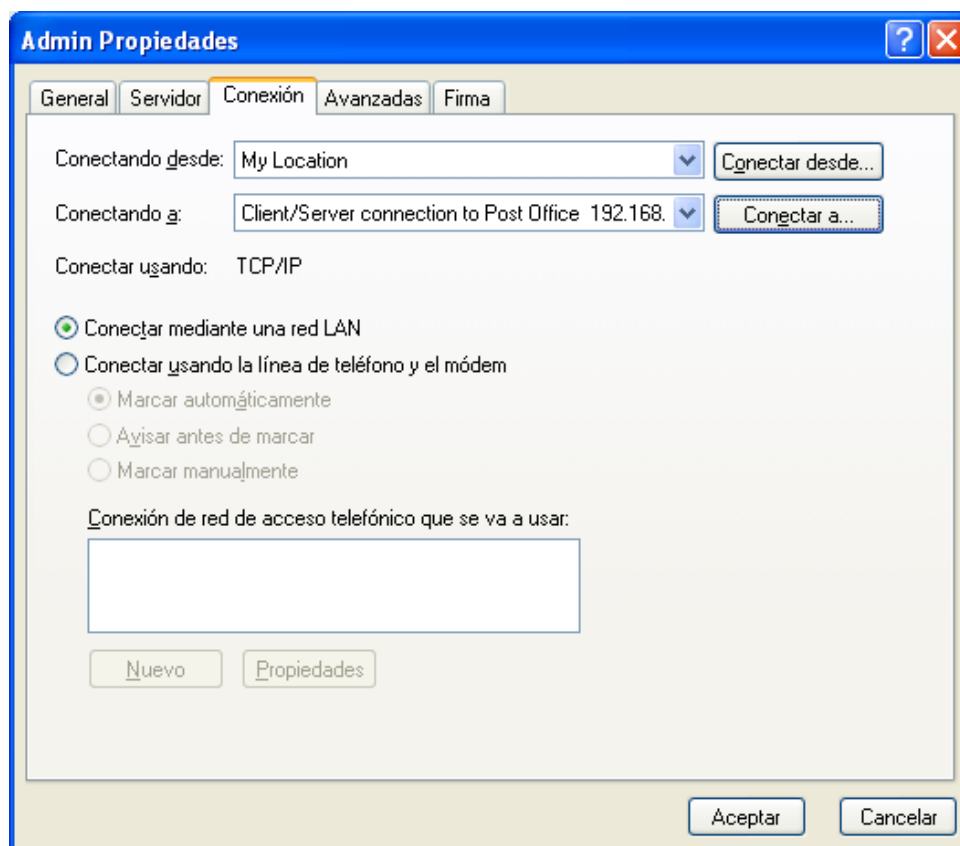 Admin Propiedades
General Servidor Conexión Avanzadas Firma
Conectando desde: My Location Conectar desde...
Conectando a: Client/Server connection to Post Office 192.168. Conectar a...
Conectar usando: TCP/IP
Conectar mediante una red LAN
Conectar usando la línea de teléfono y el módem
Marcar automáticamente
Avisar antes de marcar
Marcar manualmente
Conexión de red de acceso telefónico que se va a usar:
Nuevo Propiedades
Aceptar Cancelar